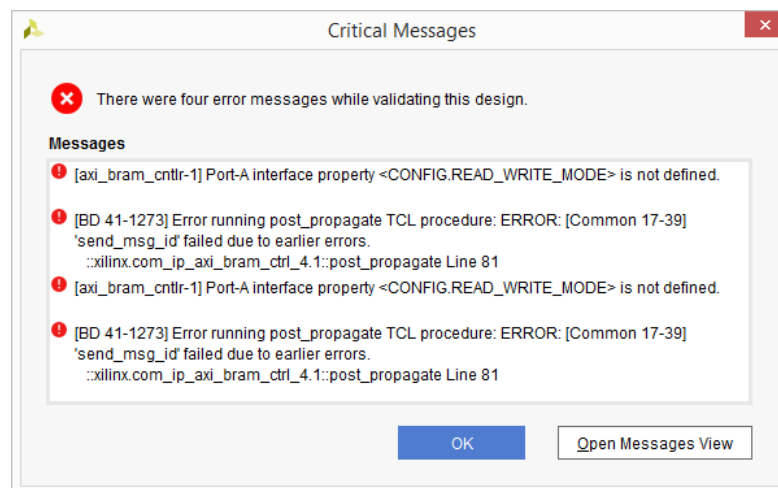 Critical Messages
There were four error messages while validating this design.
Messages
[axi_bram_cntlr-1] Port-A interface property <CONFIG.READ_WRITE_MODE> is not defined.
[BD 41-1273] Error running post_propagate TCL procedure: ERROR: [Common 17-39]
'send_msg_id' failed due to earlier errors.
::xilinx.com_ip_axi_bram_ctrl_4.1::post_propagate Line 81
[axi_bram_cntlr-1] Port-A interface property <CONFIG.READ_WRITE_MODE> is not defined.
[BD 41-1273] Error running post_propagate TCL procedure: ERROR: [Common 17-39]
'send_msg_id' failed due to earlier errors.
::xilinx.com_ip_axi_bram_ctrl_4.1::post_propagate Line 81
OK
Open Messages View